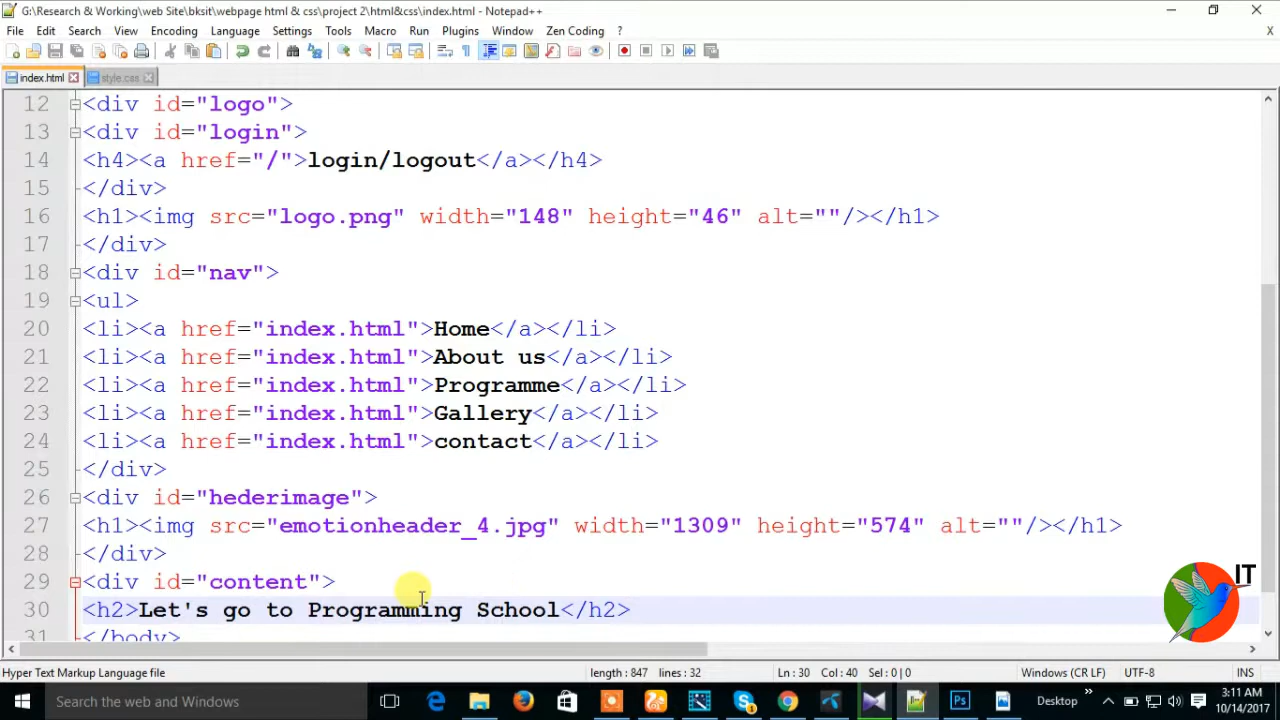 G:\Research & Working\web Site\bksit\webpage html & css\project 2\html&css\index.html - Notepad++
File Edit Search View Encoding Language Settings Tools Macro Run Plugins Window Zen Coding ? X
index.html style.css
12 <div id="logo">
13 <div id="login">
14 <h4><a href="/">login/logout</a></h4>
15 </div>
16 <h1><img src="logo.png" width="148" height="46" alt=""/></h1>
17 </div>
18 <div id="nav">
19 <ul>
20 <li><a href="index.html">Home</a></li>
21 <li><a href="index.html">About us</a></li>
22 <li><a href="index.html">Programme</a></li>
23 <li><a href="index.html">Gallery</a></li>
24 <li><a href="index.html">contact</a></li>
25 </div>
26 <div id="hederimage">
27 <h1><img src="emotionheader_4.jpg" width="1309" height="574" alt=""/></h1>
28 </div>
29 <div id="content">
30 <h2>Let's go to Programming School</h2>
31 </body>
IT
Hyper Text Markup Language file length : 847 lines : 32 Ln : 30 Col : 40 Sel : 0 | 0 Windows (CR LF) UTF-8 INS
Search the web and Windows Desktop 3:11 AM
10/14/2017